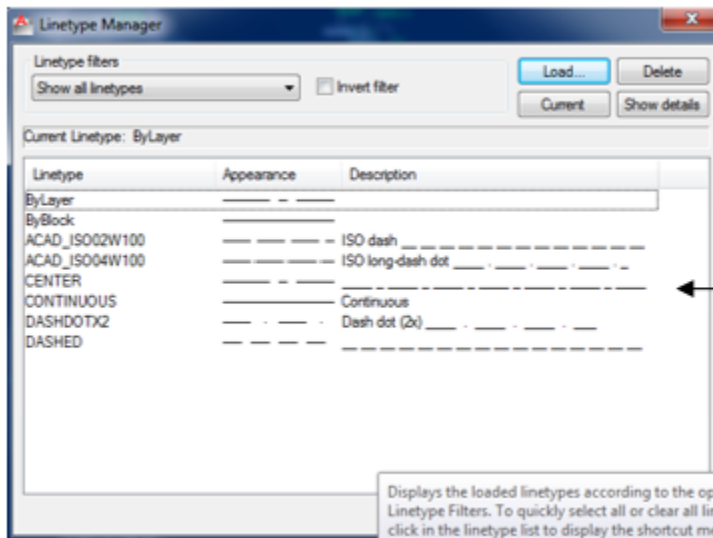 Linetype Manager
Linetype filters
Show all linetypes
Invert filter
Load...
Delete
Current
Show details
Current Linetype: ByLayer
Linetype Appearance Description
ByLayer
ByBlock
ACAD_ISO02W100 ISO dash
ACAD_ISO04W100 ISO long-dash dot
CENTER
CONTINUOUS Continuous
DASHDOTX2 Dash dot (2x)
DASHED
Displays the loaded linetypes according to the op
Linetype Filters. To quickly select all or clear all li
click in the linetype list to display the shortcut m